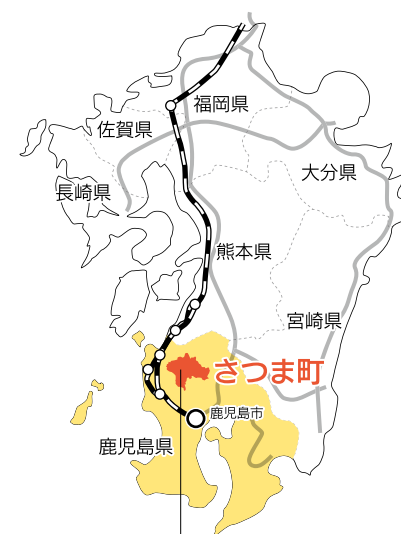 福岡県
佐賀県
大分県
長崎県
熊本県
宮崎県
さつま町
鹿児島市
鹿児島県